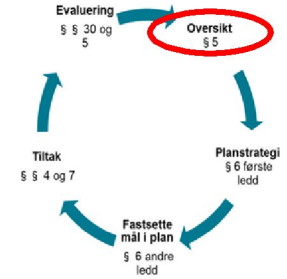 Evaluering
§ § 30 og
5
Oversikt
§ 5
Planstrategi
§ 6 første
ledd
Fastsette
mål i plan
§ 6 andre
ledd
Tiltak
§ § 4 og 7